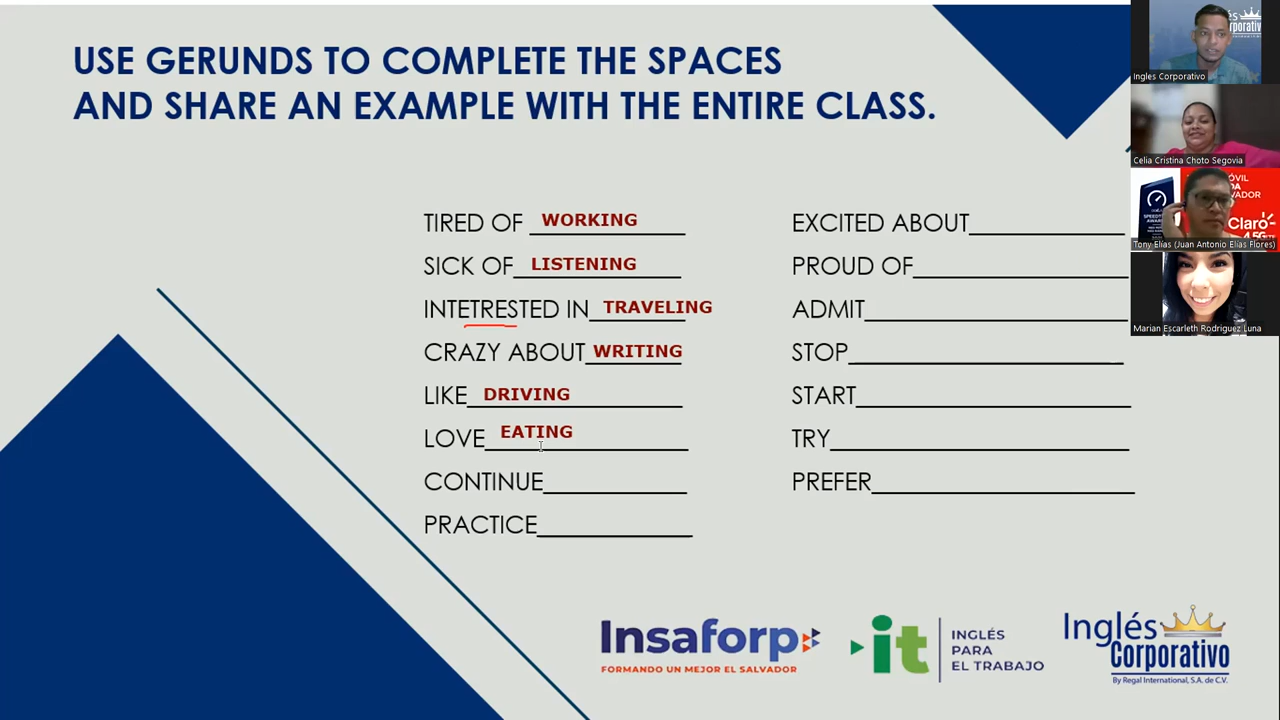 USE GERUNDS TO COMPLETE THE SPACES
AND SHARE AN EXAMPLE WITH THE ENTIRE CLASS.
TIRED OF WORKING
SICK OF LISTENING
INTETRESTED IN TRAVELING
CRAZY ABOUT WRITING
LIKE DRIVING
LOVE EATING
CONTINUE
PRACTICE
EXCITED ABOUT
PROUD OF
ADMIT
STOP
START
TRY
PREFER
Insaforp
FORMANDO UN MEJOR EL SALVADOR
it
INGLÉS
PARA
EL TRABAJO
Inglés
Corporativo
By Regal International, S.A. de C.V.
Ingles Corporativo
Celia Cristina Choto Segovia
Claro
Tony Elías (Juan Antonio Elías Flores)
Marian Escarleth Rodriguez Luna